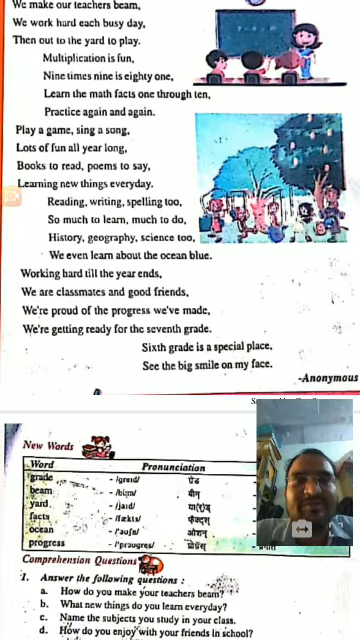 We make our teachers beam,
We work hard each busy day,
Then out to the yard to play.
Multiplication is fun,
Nine times nine is eighty one,
Learn the math facts one through ten,
Practice again and again.
Play a game, sing a song,
Lots of fun all year long,
Books to read, poems to say,
Learning new things everyday.
Reading, writing, spelling too,
So much to learn, much to do,
History, geography, science too,
We even learn about the ocean blue.
Working hard till the year ends,
We are classmates and good friends,
We're proud of the progress we've made,
We're getting ready for the seventh grade.
Sixth grade is a special place,
See the big smile on my face.
-Anonymous
New Words
Word Pronunciation
grade - /greɪd/ ग्रेड
beam - /biːm/ बीम्
yard - /jaːd/ या(र्)ड्
facts - /fækts/ फॅक्ट्स्
ocean - /ˈəʊʃn/ ओशन्
progress - /ˈprəʊgres/ प्रोग्रेस्
Comprehension Questions
1. Answer the following questions :
a. How do you make your teachers beam?
b. What new things do you learn everyday?
c. Name the subjects you study in your class.
d. How do you enjoy with your friends in school?